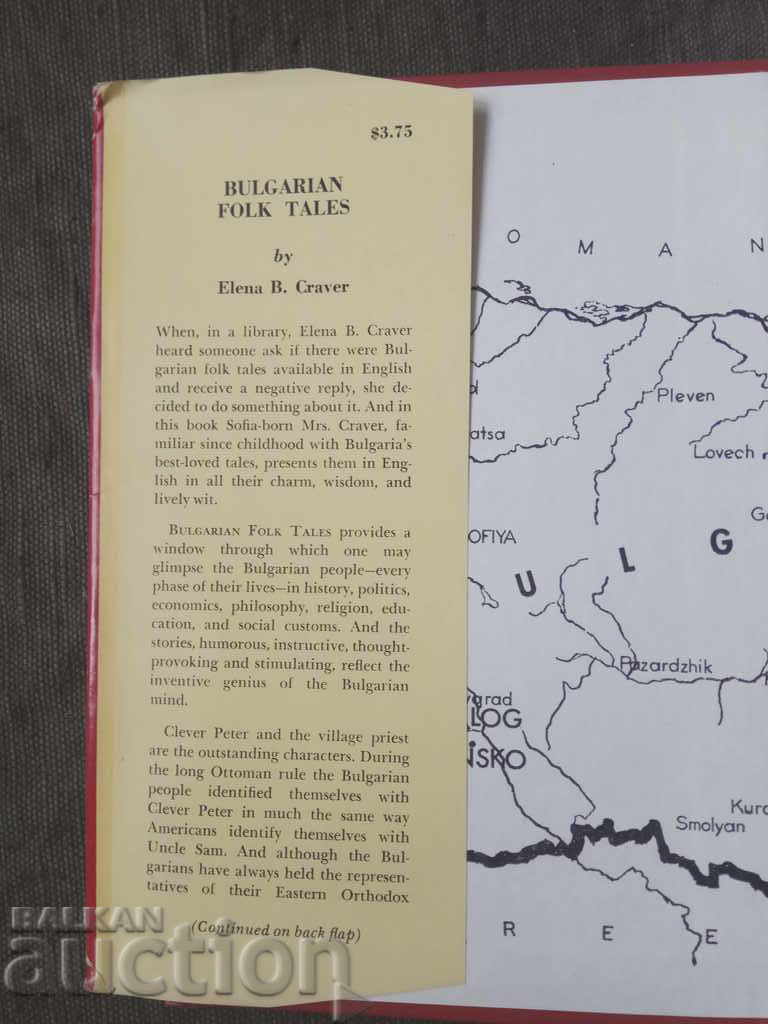 $3.75
BULGARIAN
FOLK TALES
by
Elena B. Craver
When, in a library, Elena B. Craver
heard someone ask if there were Bul-
garian folk tales available in English
and receive a negative reply, she de-
cided to do something about it. And in
this book Sofia-born Mrs. Craver, fa-
miliar since childhood with Bulgaria's
best-loved tales, presents them in Eng-
lish in all their charm, wisdom, and
lively wit.
BULGARIAN FOLK TALES provides a
window through which one may
glimpse the Bulgarian people—every
phase of their lives—in history, politics,
economics, philosophy, religion, edu-
cation, and social customs. And the
stories, humorous, instructive, thought-
provoking and stimulating, reflect the
inventive genius of the Bulgarian
mind.
Clever Peter and the village priest
are the outstanding characters. During
the long Ottoman rule the Bulgarian
people identified themselves with
Clever Peter in much the same way
Americans identify themselves with
Uncle Sam. And although the Bul-
garians have always held the represen-
tatives of their Eastern Orthodox
(Continued on back flap)
O M A N
Pleven
atsa
Lovech
G
OFIYA
U L G
Pazardzhik
vgrad
LOG
NSKO
Kur
Smolyan
R E E
BALKAN
auction